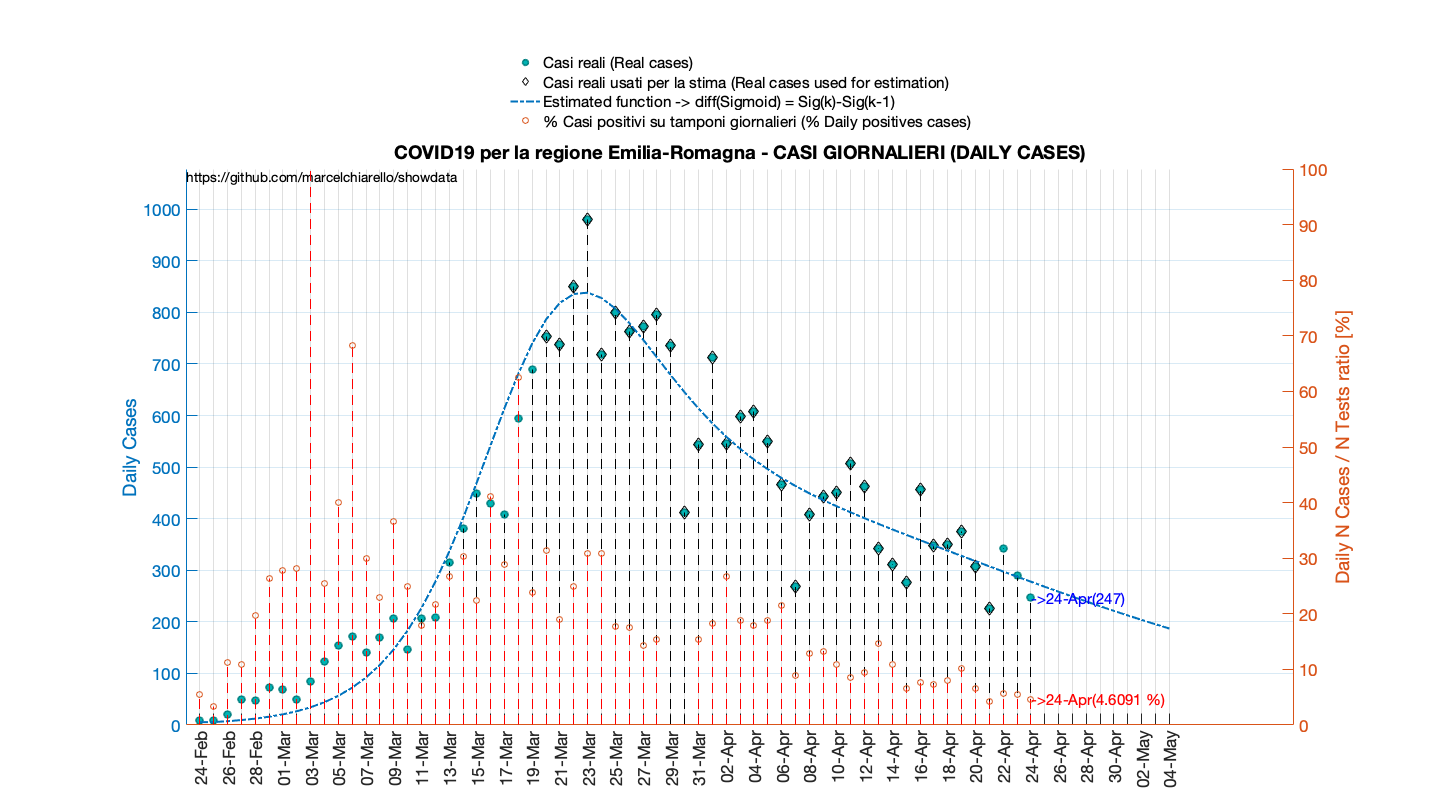 Casi reali (Real cases)
Casi reali usati per la stima (Real cases used for estimation)
Estimated function -> diff(Sigmoid) = Sig(k)-Sig(k-1)
% Casi positivi su tamponi giornalieri (% Daily positives cases)
COVID19 per la regione Emilia-Romagna - CASI GIORNALIERI (DAILY CASES)
https://github.com/marcelchiarello/showdata
Daily Cases
1000
900
800
700
600
500
400
300
200
100
0
100
90
80
70
60
50
40
30
20
10
0
Daily N Cases / N Tests ratio [%]
->24-Apr(247)
->24-Apr(4.6091 %)
24-Feb
26-Feb
28-Feb
01-Mar
03-Mar
05-Mar
07-Mar
09-Mar
11-Mar
13-Mar
15-Mar
17-Mar
19-Mar
21-Mar
23-Mar
25-Mar
27-Mar
29-Mar
31-Mar
02-Apr
04-Apr
06-Apr
08-Apr
10-Apr
12-Apr
14-Apr
16-Apr
18-Apr
20-Apr
22-Apr
24-Apr
26-Apr
28-Apr
30-Apr
02-May
04-May